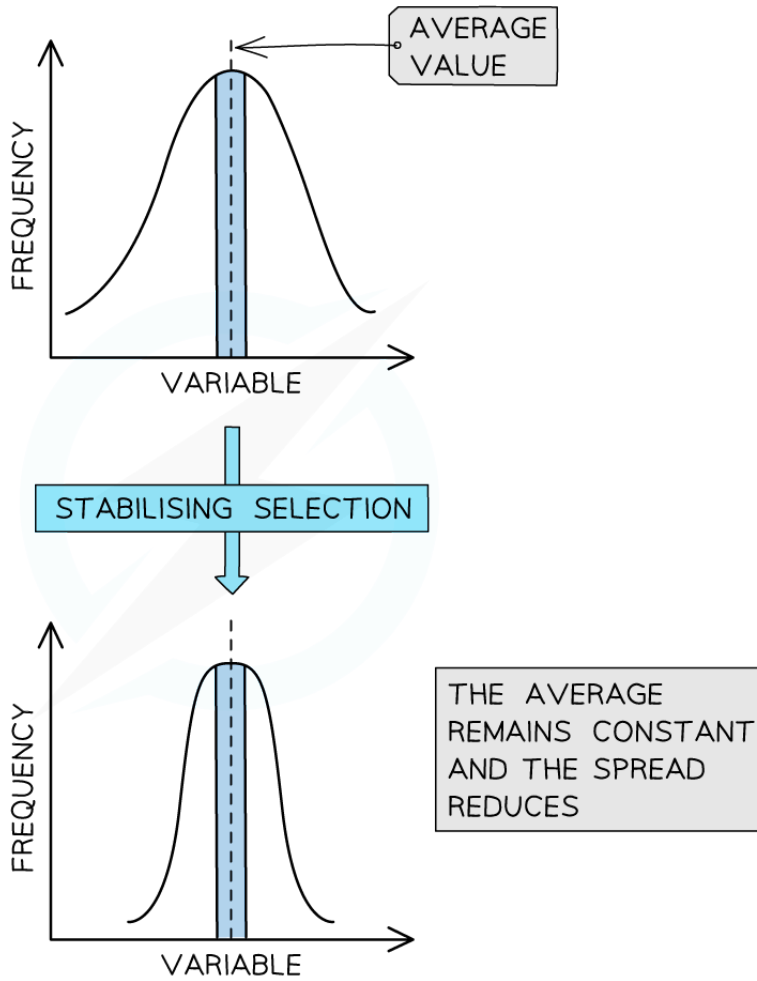 AVERAGE
VALUE
FREQUENCY
VARIABLE
STABILISING SELECTION
FREQUENCY
THE AVERAGE
REMAINS CONSTANT
AND THE SPREAD
REDUCES
VARIABLE